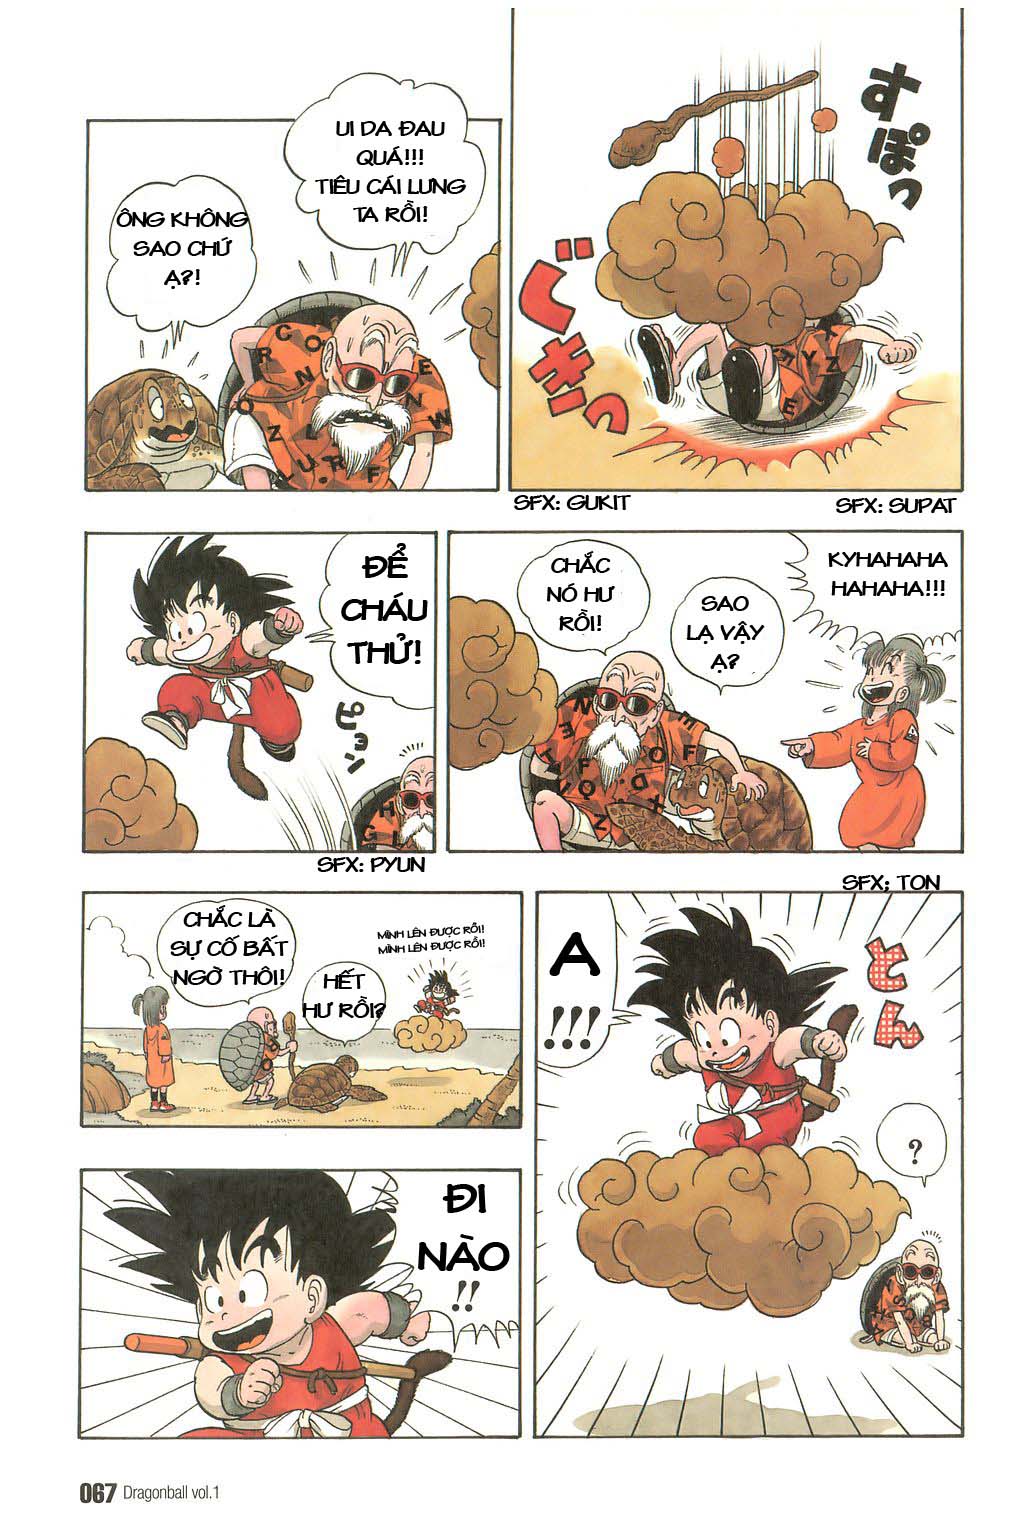 すぽっ
ぐきっ
SFX: GUKIT
SFX: SUPAT
UI DA ĐAU
QUÁ!!!
TIÊU CÁI LƯNG
TA RỒI!
ÔNG KHÔNG
SAO CHỨ
Ạ?!
KYHAHAHA
HAHAHA!!!
SAO
LẠ VẬY
Ạ?
CHẮC
NÓ HƯ
RỒI!
ĐỂ
CHÁU
THỬ!
ぴょん
SFX: PYUN
SFX; TON
A
!!!
とん
?
MÌNH LÊN ĐƯỢC RỒI!
MÌNH LÊN ĐƯỢC RỒI!
HẾT
HƯ RỒI?
CHẮC LÀ
SỰ CỐ BẤT
NGỜ THÔI!
ĐI
NÀO
!!
067 Dragonball vol.1